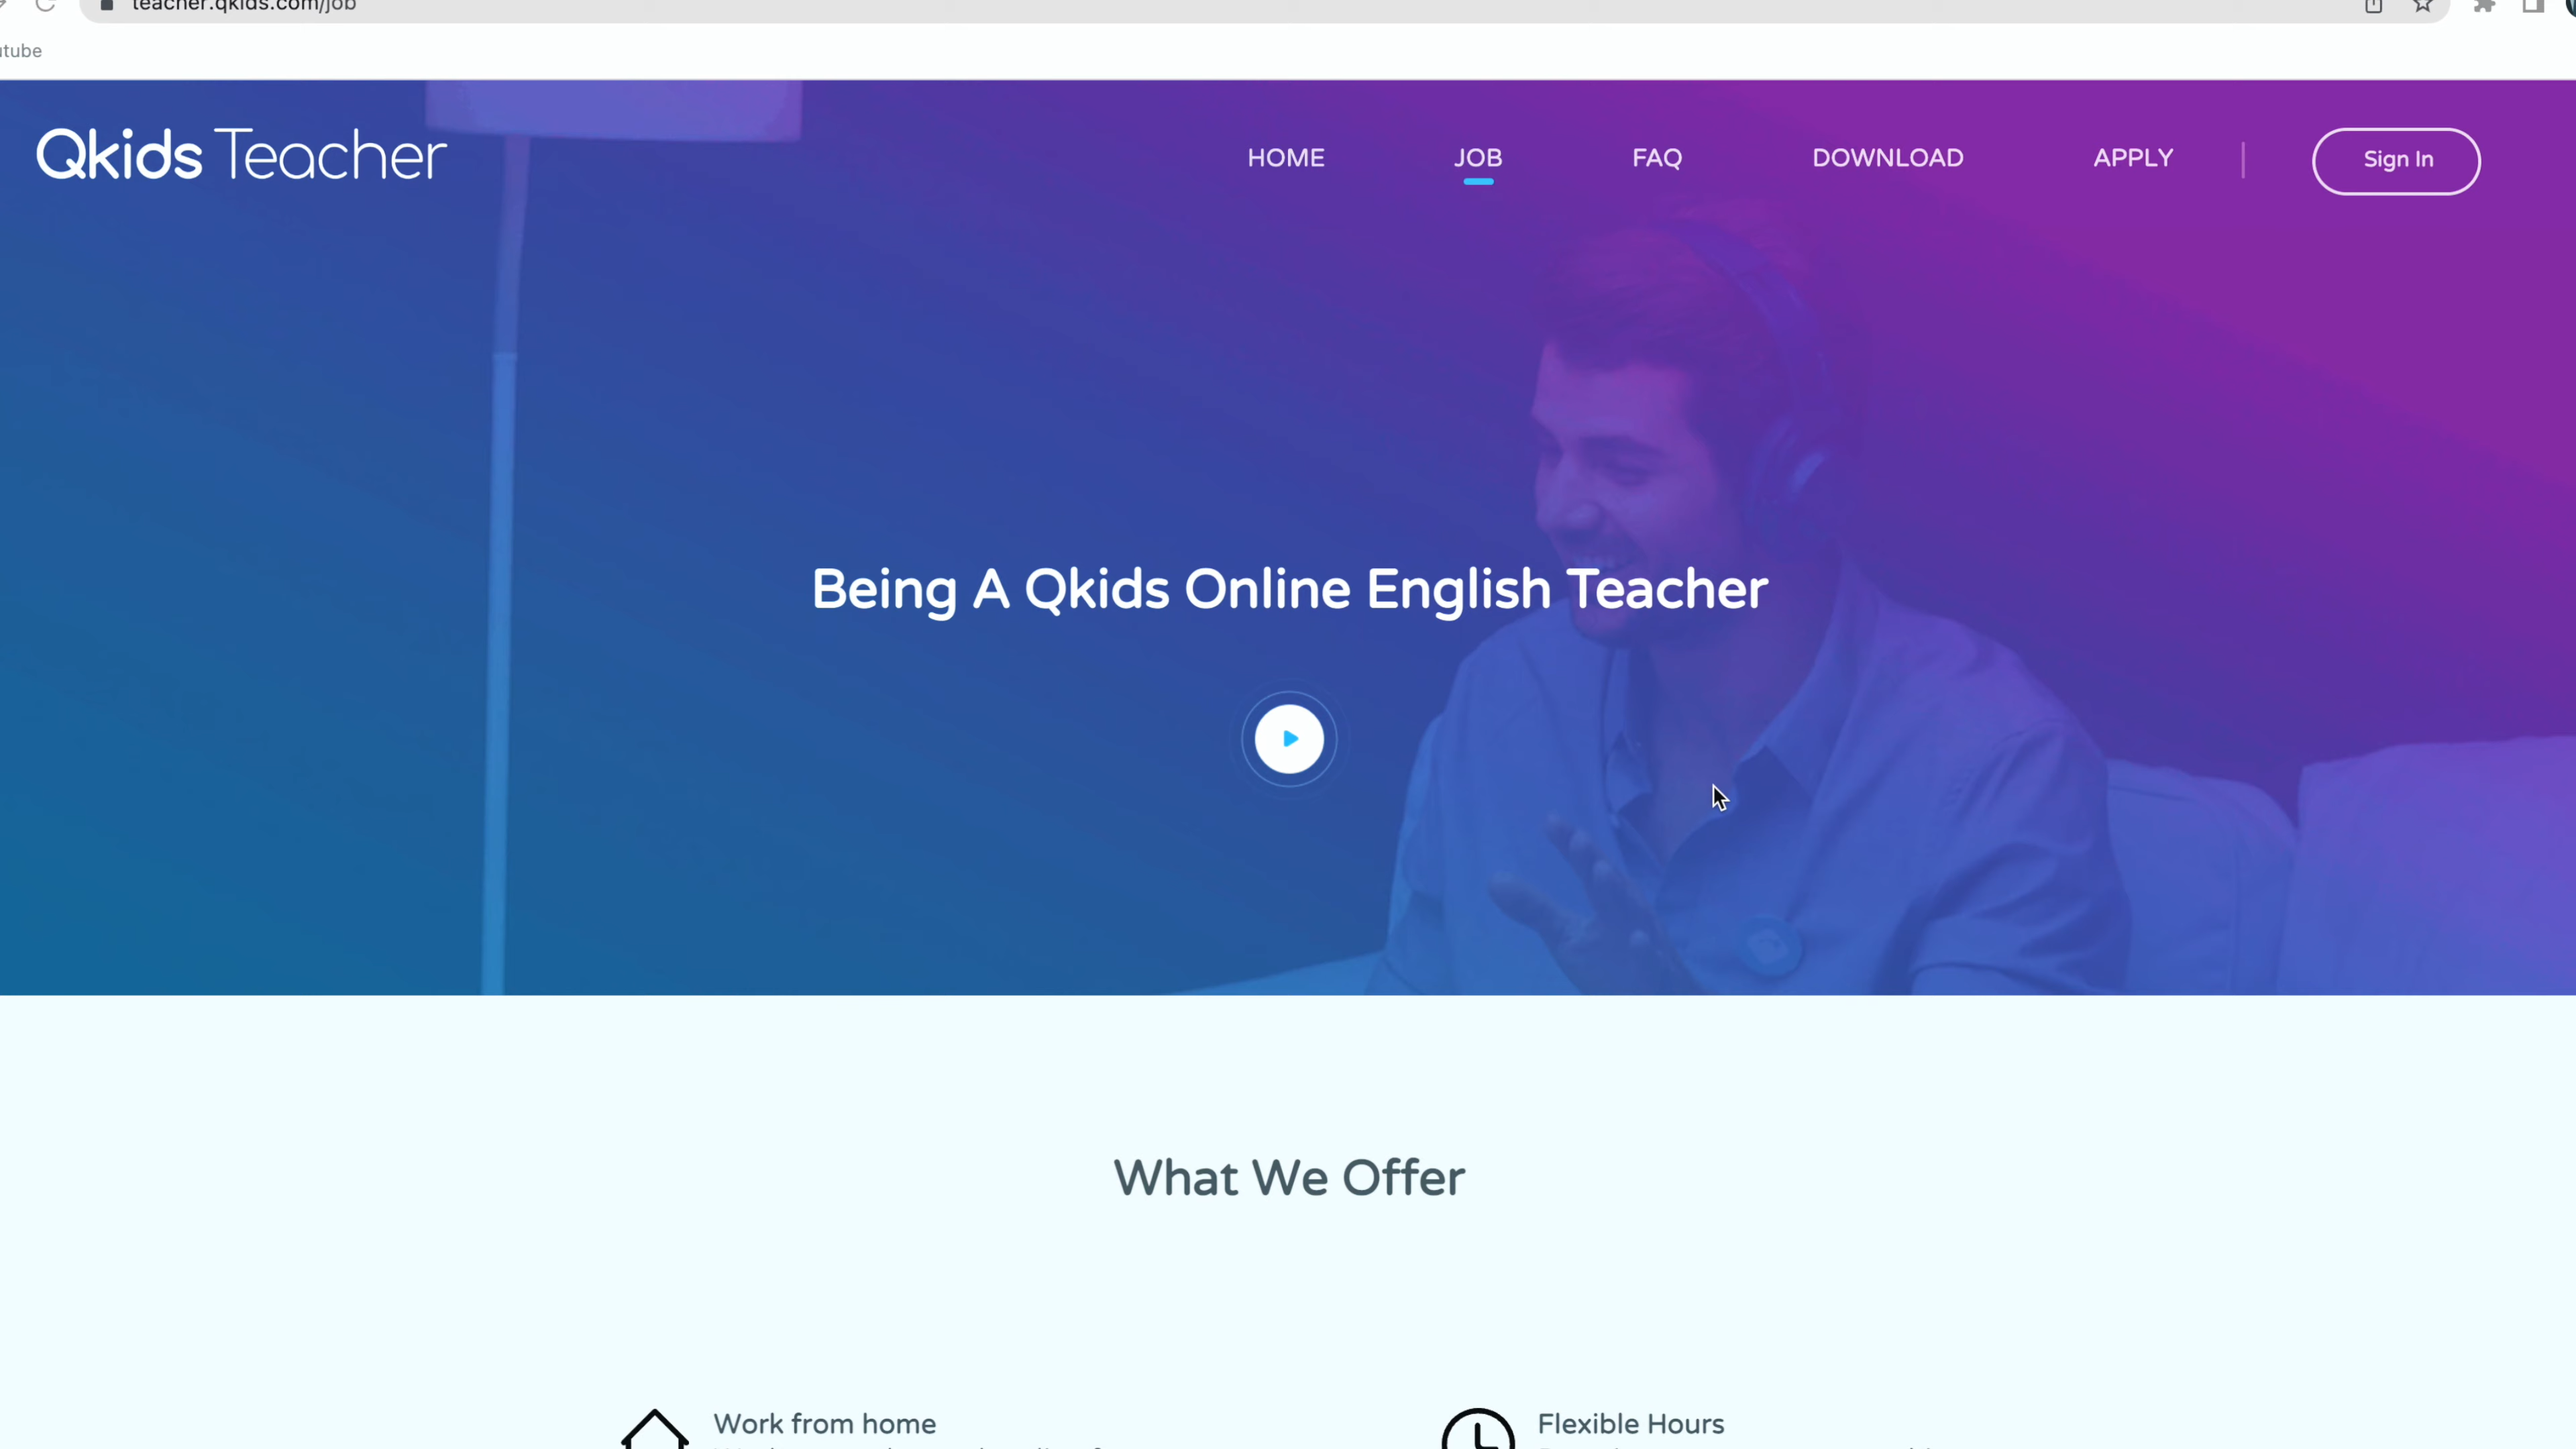 teacher.qkids.com/job
utube
Qkids Teacher
HOME
JOB
FAQ
DOWNLOAD
APPLY
Sign In
Being A Qkids Online English Teacher
What We Offer
Work from home
Flexible Hours